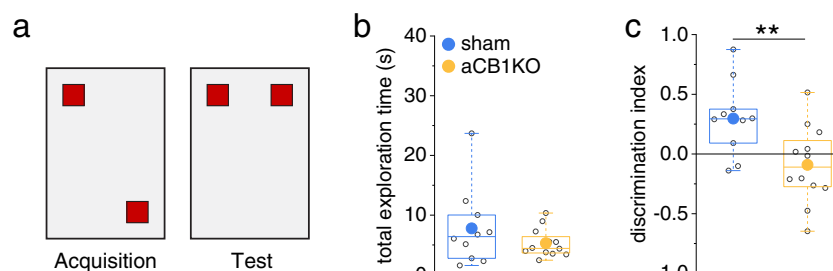 a
Acquisition
Test
b
total exploration time (s)
40
30
20
10
0
sham
aCB1KO
c
discrimination index
1.0
0.5
0.0
-0.5
-1.0
**